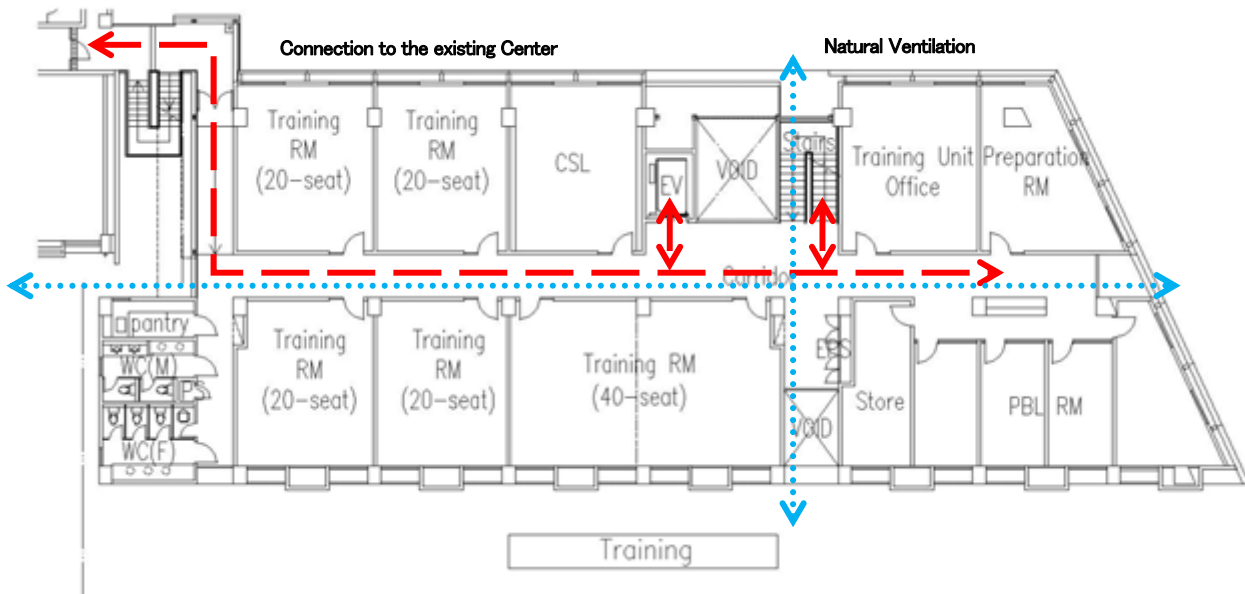 Connection to the existing Center
Natural Ventilation
Training
RM
(20-seat)
Training
RM
(20-seat)
CSL
EV
VOID
Stairs
Training Unit
Office
Preparation
RM
Corridor
pantry
WC(M)
PS
WC(F)
Training
RM
(20-seat)
Training
RM
(20-seat)
Training RM
(40-seat)
EPS
VOID
Store
PBL RM
Training